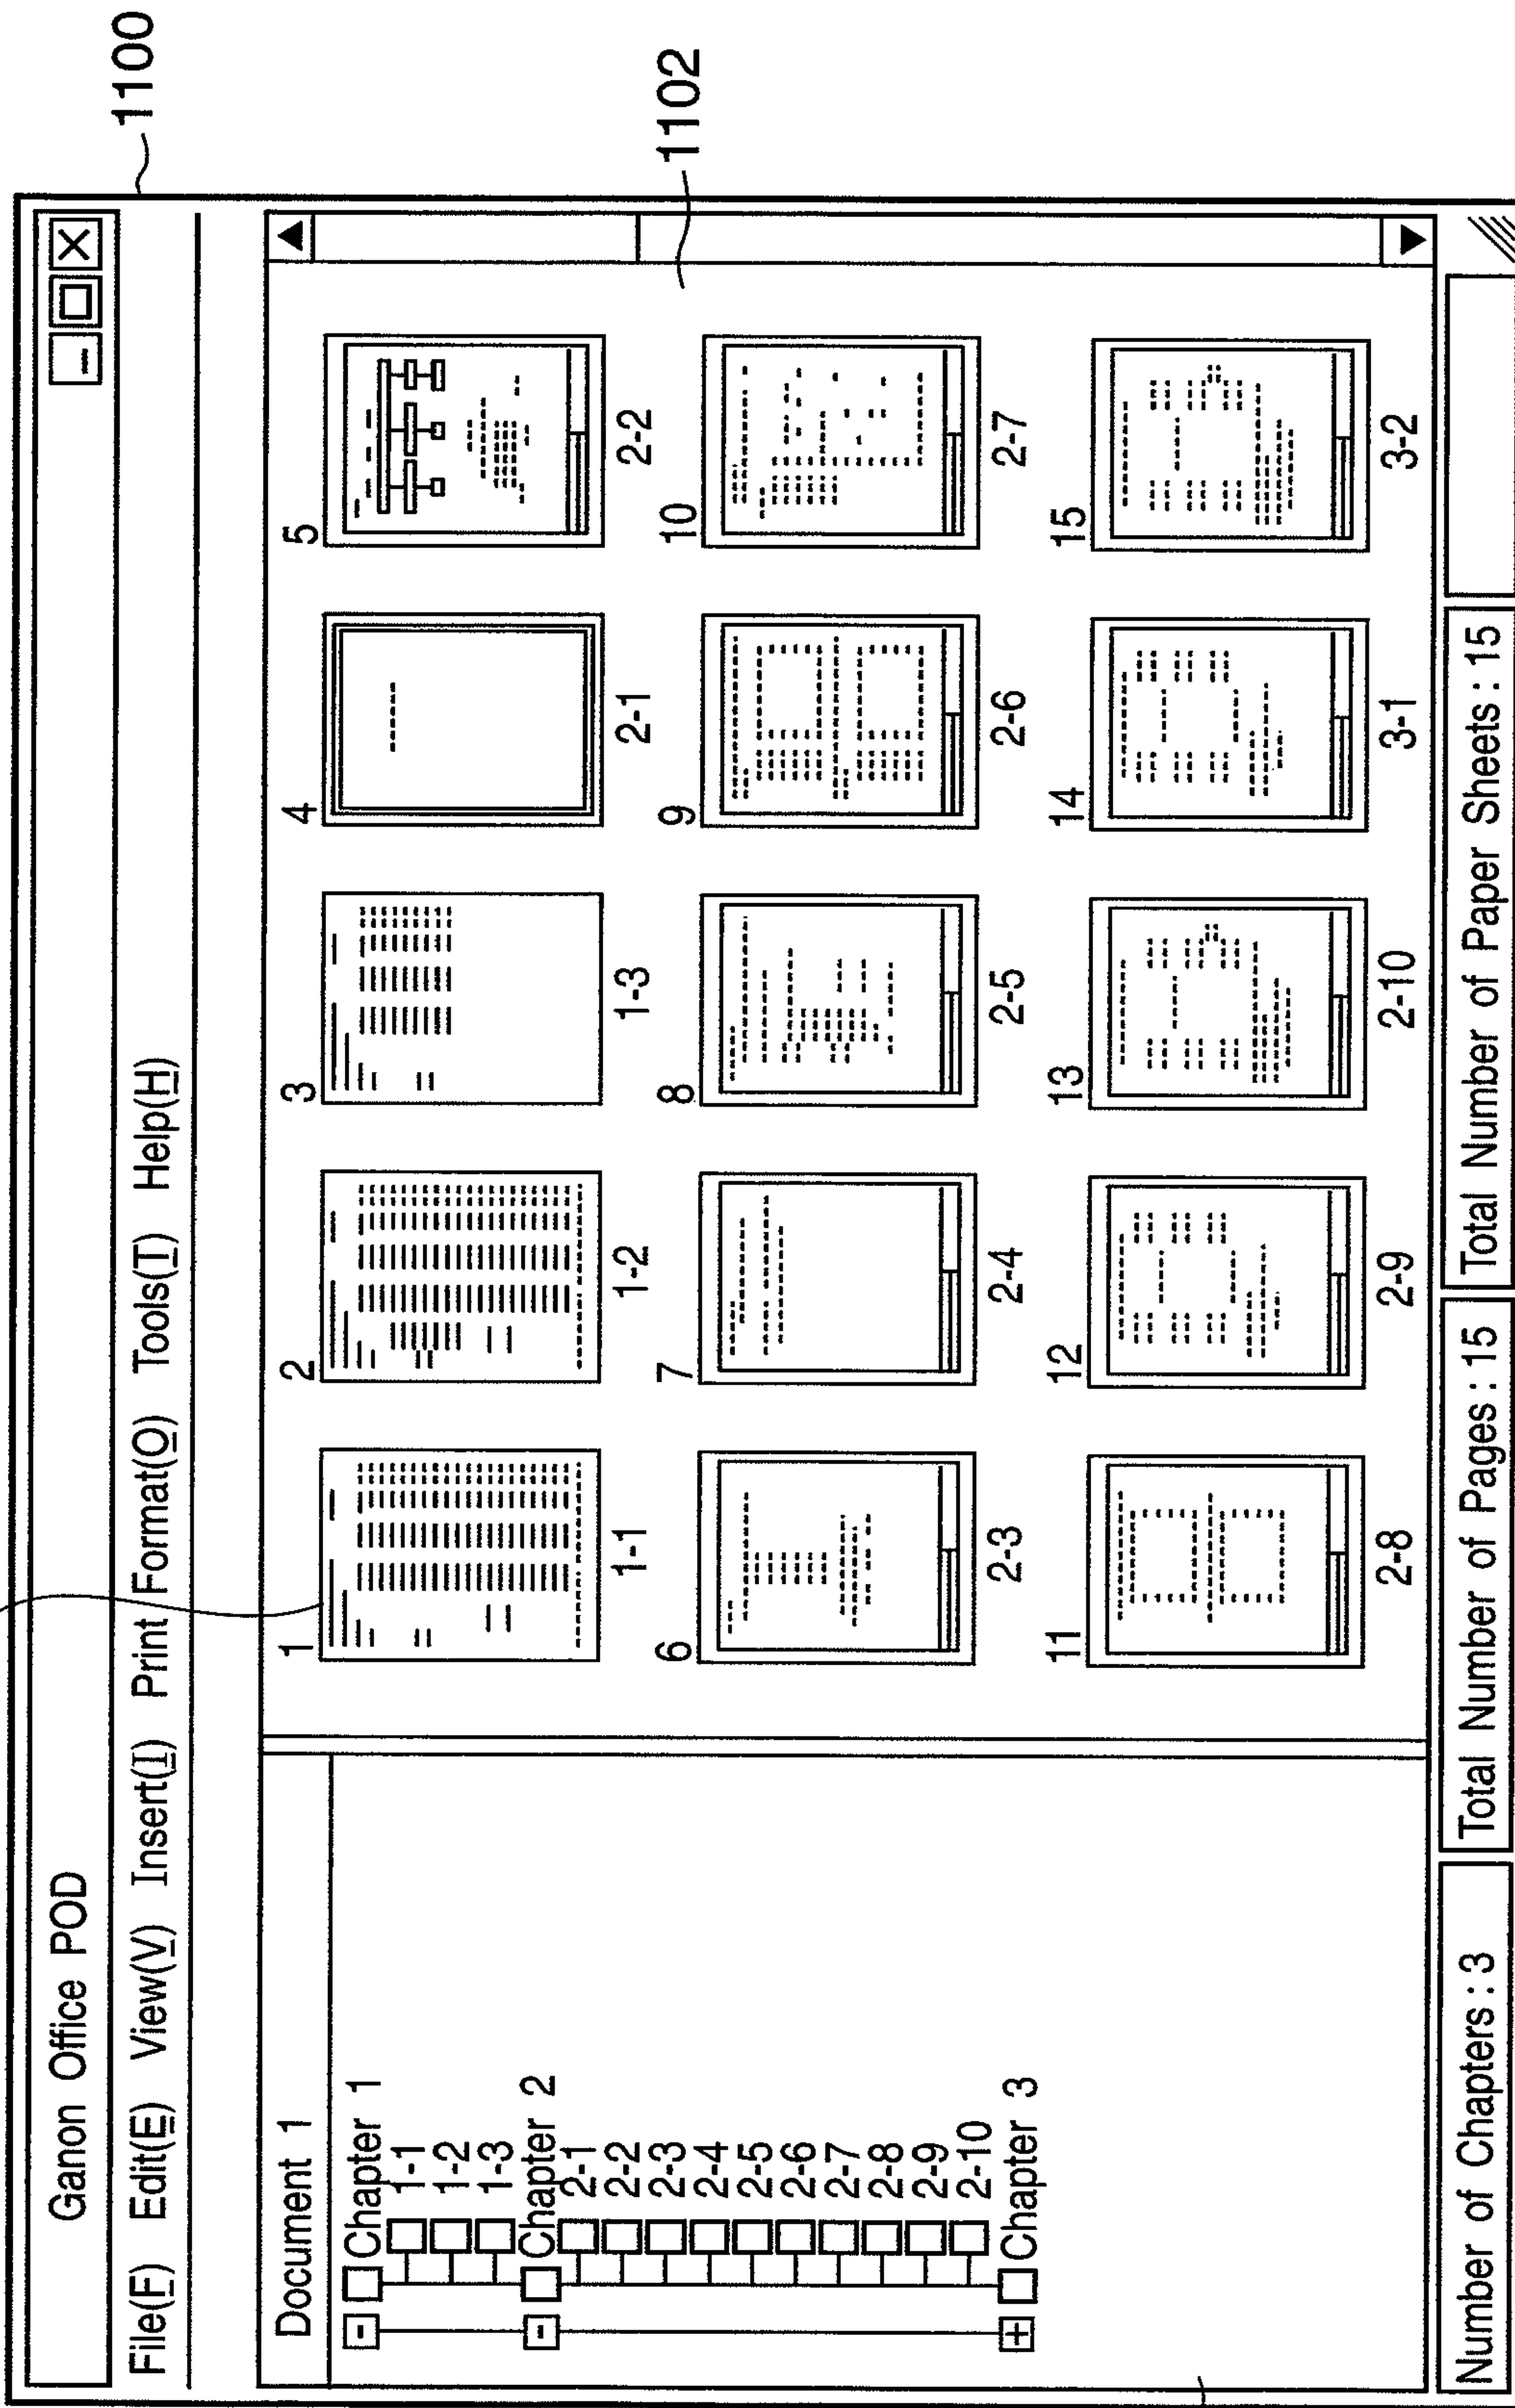 1100
Ganon Office POD
File(F) Edit(E) View(V) Insert(I) Print Format(O) Tools(T) Help(H)
1102
Document 1
- Chapter 1
1-1
1-2
1-3
- Chapter 2
2-1
2-2
2-3
2-4
2-5
2-6
2-7
2-8
2-9
2-10
+ Chapter 3
1 2 3 4 5
1-1 1-2 1-3 2-1 2-2
6 7 8 9 10
2-3 2-4 2-5 2-6 2-7
11 12 13 14 15
2-8 2-9 2-10 3-1 3-2
Number of Chapters : 3 Total Number of Pages : 15 Total Number of Paper Sheets : 15